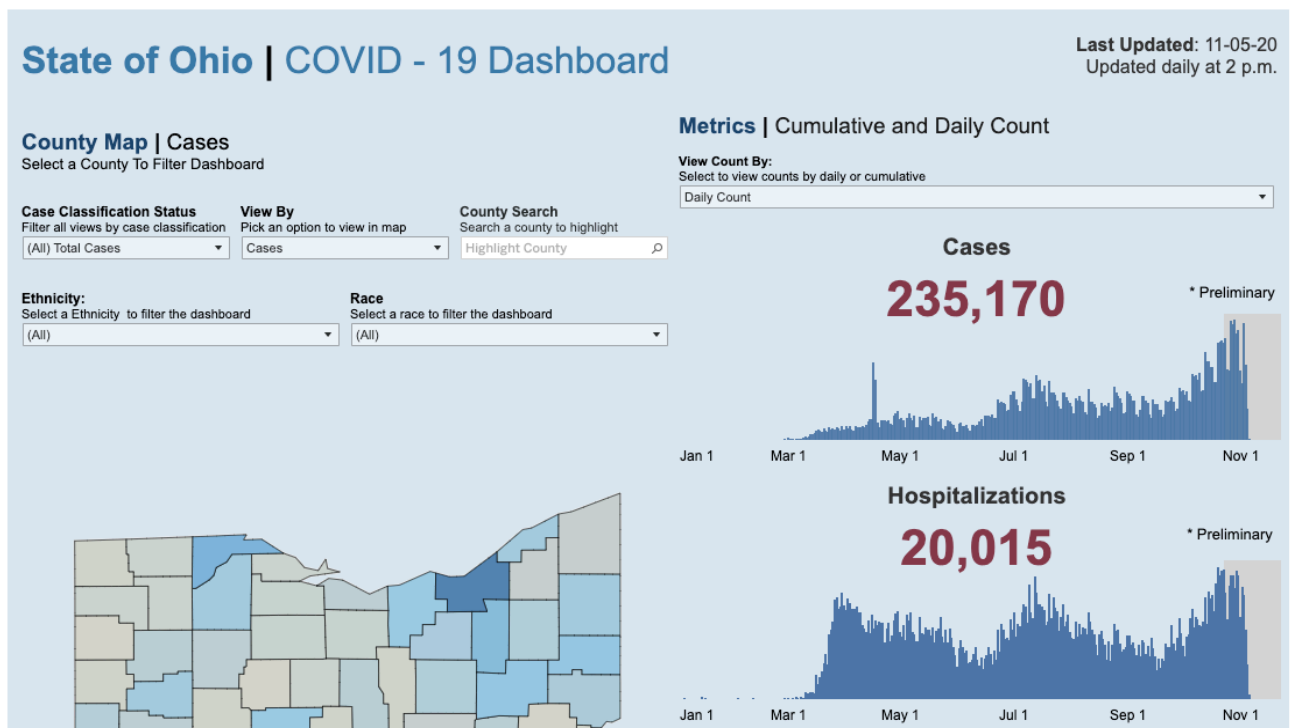 State of Ohio | COVID - 19 Dashboard
Last Updated: 11-05-20
Updated daily at 2 p.m.
County Map | Cases
Select a County To Filter Dashboard
Case Classification Status
Filter all views by case classification
(All) Total Cases
View By
Pick an option to view in map
Cases
County Search
Search a county to highlight
Highlight County
Ethnicity:
Select a Ethnicity to filter the dashboard
(All)
Race
Select a race to filter the dashboard
(All)
Metrics | Cumulative and Daily Count
View Count By:
Select to view counts by daily or cumulative
Daily Count
Cases
235,170
* Preliminary
Jan 1 Mar 1 May 1 Jul 1 Sep 1 Nov 1
Hospitalizations
20,015
* Preliminary
Jan 1 Mar 1 May 1 Jul 1 Sep 1 Nov 1